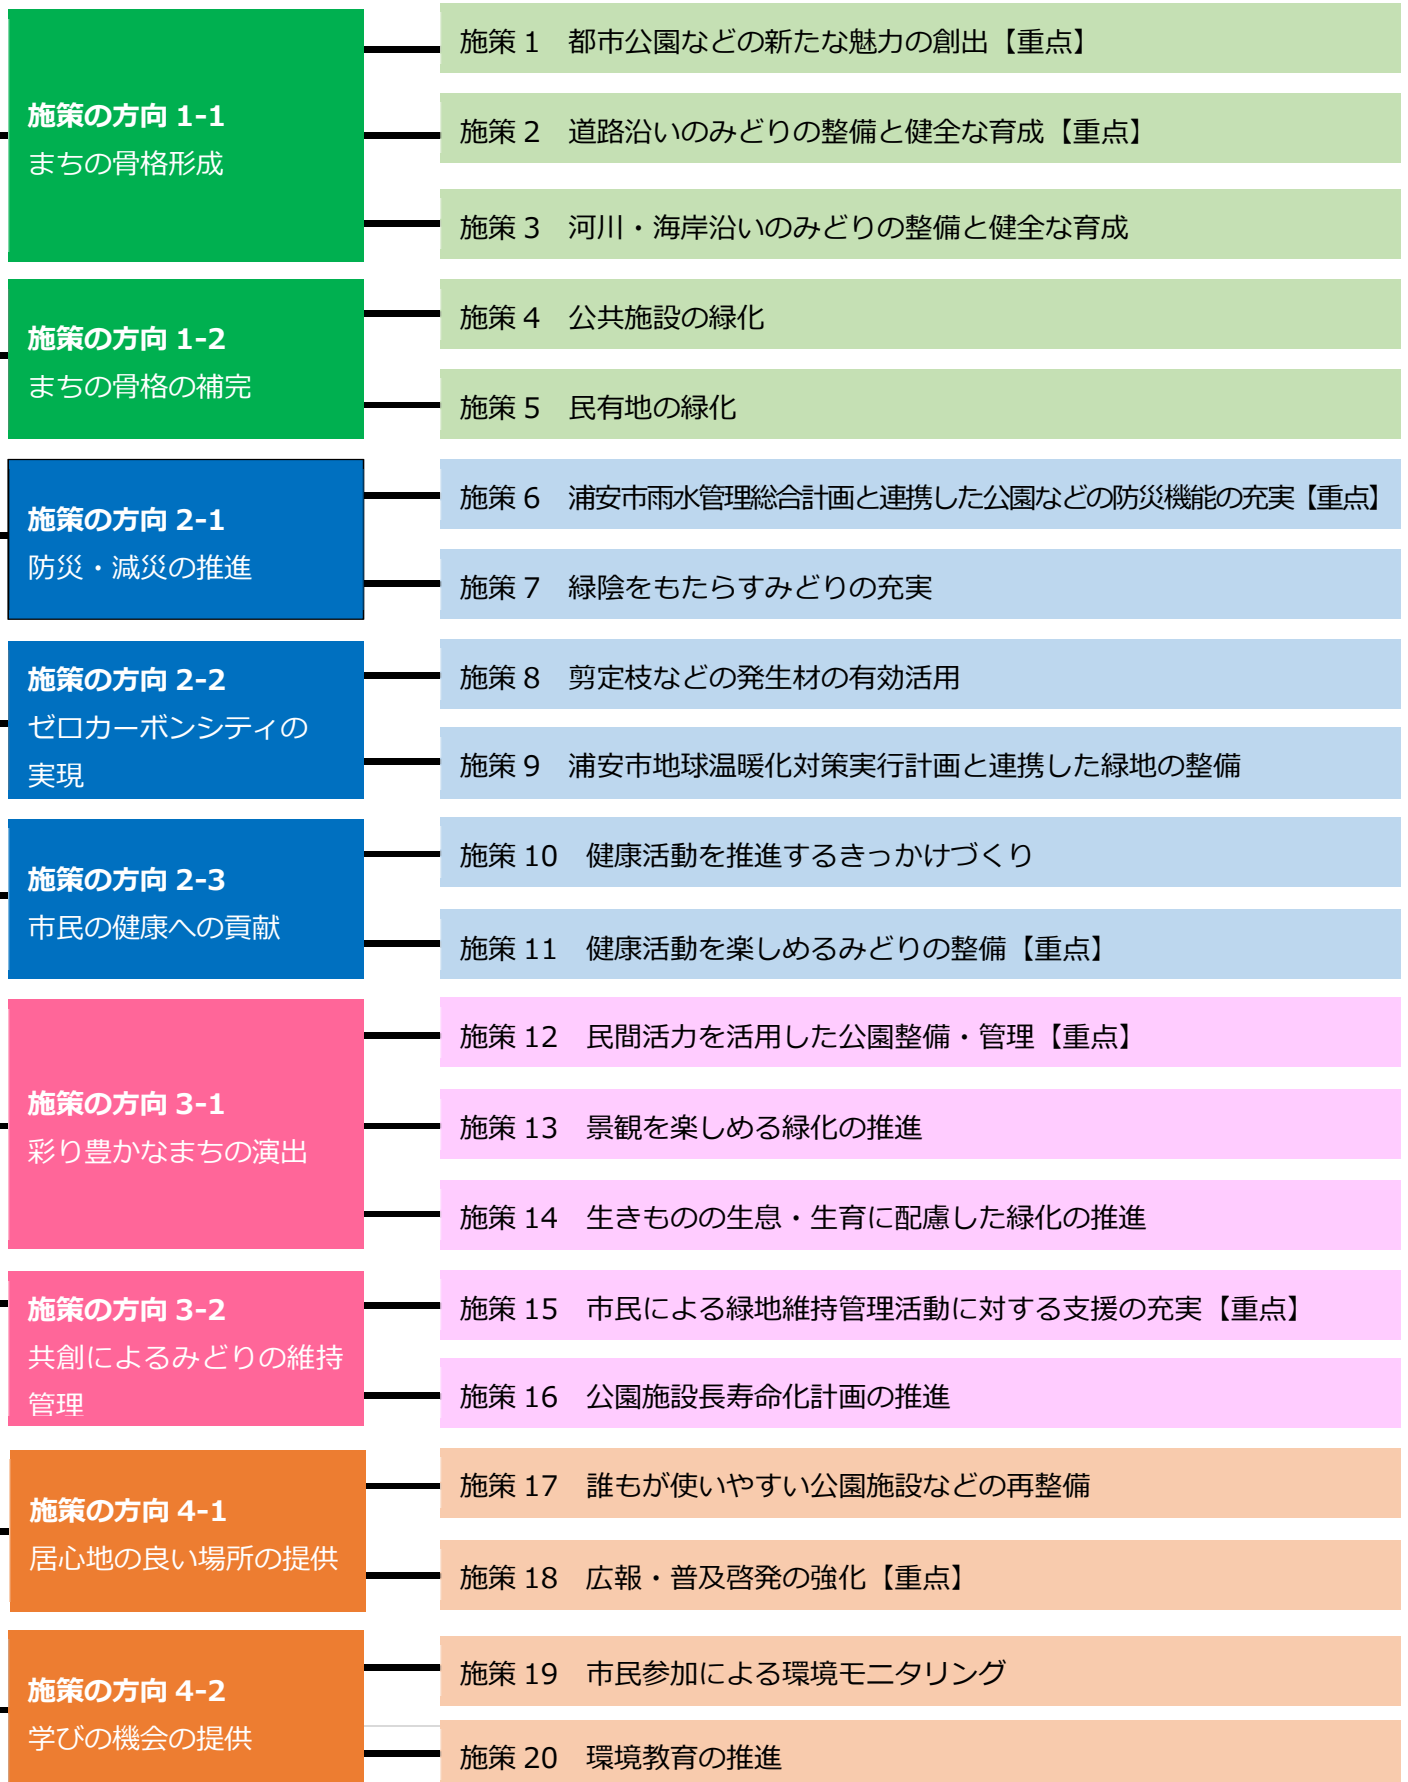 施策の方向 1-1
まちの骨格形成
施策 1　都市公園などの新たな魅力の創出【重点】
施策 2　道路沿いのみどりの整備と健全な育成【重点】
施策 3　河川・海岸沿いのみどりの整備と健全な育成
施策の方向 1-2
まちの骨格の補完
施策 4　公共施設の緑化
施策 5　民有地の緑化
施策の方向 2-1
防災・減災の推進
施策 6　浦安市雨水管理総合計画と連携した公園などの防災機能の充実【重点】
施策 7　緑陰をもたらすみどりの充実
施策の方向 2-2
ゼロカーボンシティの
実現
施策 8　剪定枝などの発生材の有効活用
施策 9　浦安市地球温暖化対策実行計画と連携した緑地の整備
施策の方向 2-3
市民の健康への貢献
施策 10　健康活動を推進するきっかけづくり
施策 11　健康活動を楽しめるみどりの整備【重点】
施策の方向 3-1
彩り豊かなまちの演出
施策 12　民間活力を活用した公園整備・管理【重点】
施策 13　景観を楽しめる緑化の推進
施策 14　生きものの生息・生育に配慮した緑化の推進
施策の方向 3-2
共創によるみどりの維持
管理
施策 15　市民による緑地維持管理活動に対する支援の充実【重点】
施策 16　公園施設長寿命化計画の推進
施策の方向 4-1
居心地の良い場所の提供
施策 17　誰もが使いやすい公園施設などの再整備
施策 18　広報・普及啓発の強化【重点】
施策の方向 4-2
学びの機会の提供
施策 19　市民参加による環境モニタリング
施策 20　環境教育の推進